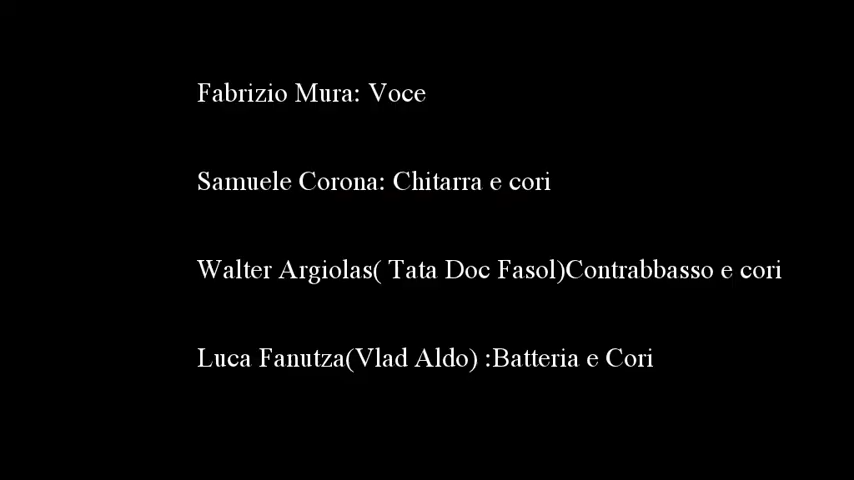 Fabrizio Mura: Voce
Samuele Corona: Chitarra e cori
Walter Argiolas( Tata Doc Fasol)Contrabbasso e cori
Luca Fanutza(Vlad Aldo) :Batteria e Cori